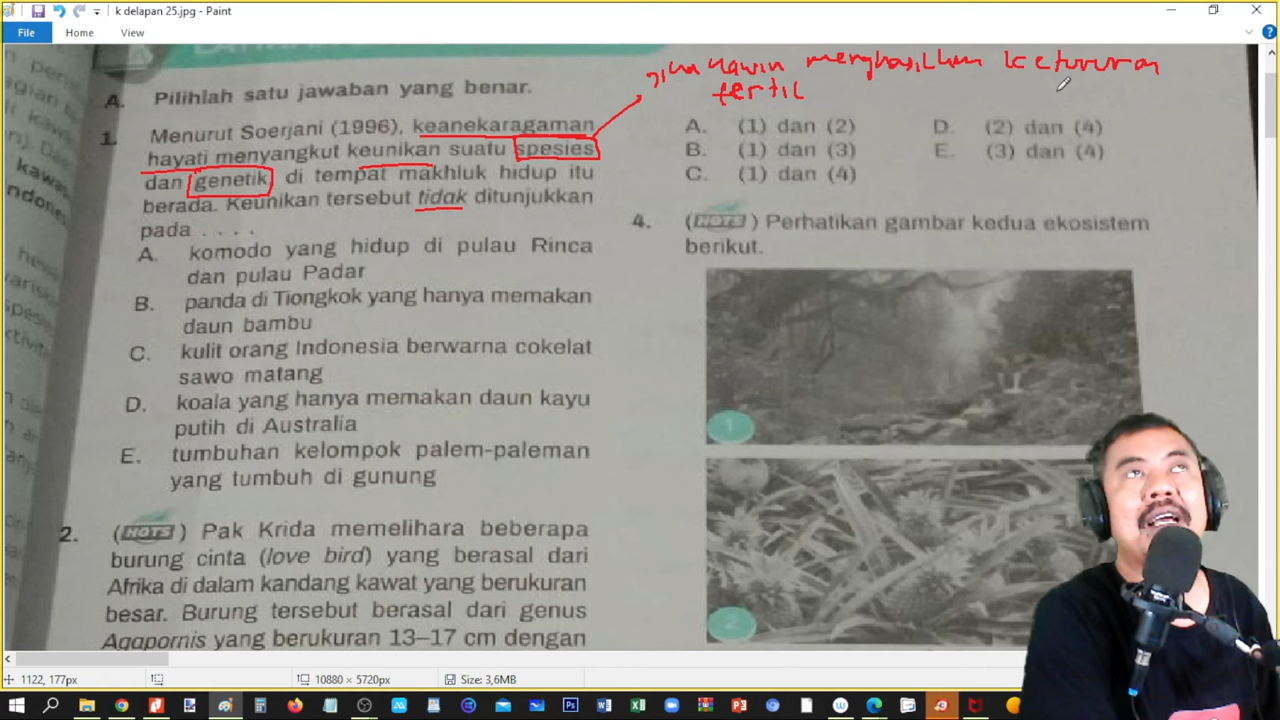 k delapan 25.jpg - Paint
File Home View
A. Pilihlah satu jawaban yang benar.
1. Menurut Soerjani (1996), keanekaragaman
hayati menyangkut keunikan suatu spesies
dan genetik di tempat makhluk hidup itu
berada. Keunikan tersebut tidak ditunjukkan
pada . . . .
A. komodo yang hidup di pulau Rinca
dan pulau Padar
B. panda di Tiongkok yang hanya memakan
daun bambu
C. kulit orang Indonesia berwarna cokelat
sawo matang
D. koala yang hanya memakan daun kayu
putih di Australia
E. tumbuhan kelompok palem-paleman
yang tumbuh di gunung
2. (HOTS) Pak Krida memelihara beberapa
burung cinta (love bird) yang berasal dari
Afrika di dalam kandang kawat yang berukuran
besar. Burung tersebut berasal dari genus
Agapornis yang berukuran 13–17 cm dengan
kawin menghasilkan keturunan
fertil
A. (1) dan (2) D. (2) dan (4)
B. (1) dan (3) E. (3) dan (4)
C. (1) dan (4)
4. (HOTS) Perhatikan gambar kedua ekosistem
berikut.
1
2
1122, 177px
10880 × 5720px
Size: 3,6MB